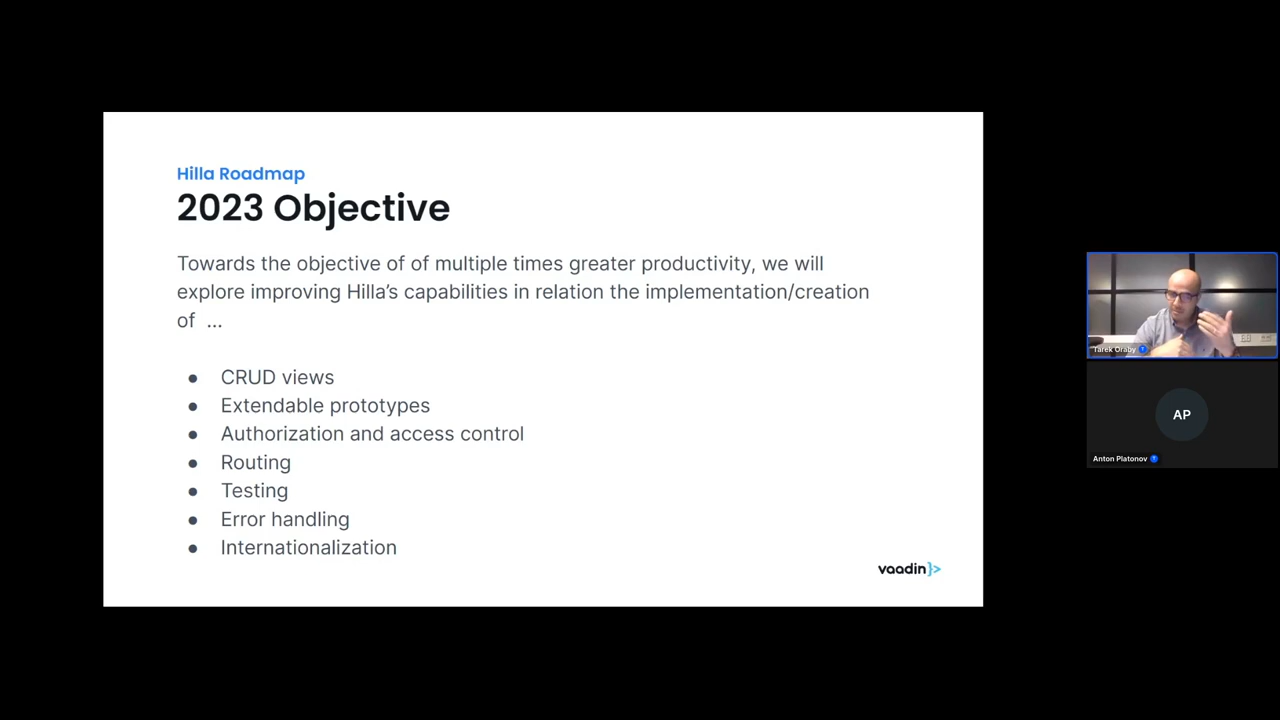 Hilla Roadmap
2023 Objective
Towards the objective of of multiple times greater productivity, we will
explore improving Hilla’s capabilities in relation the implementation/creation
of ...
● CRUD views
● Extendable prototypes
● Authorization and access control
● Routing
● Testing
● Error handling
● Internationalization
vaadin}>
Tarek Oraby
AP
Anton Platonov